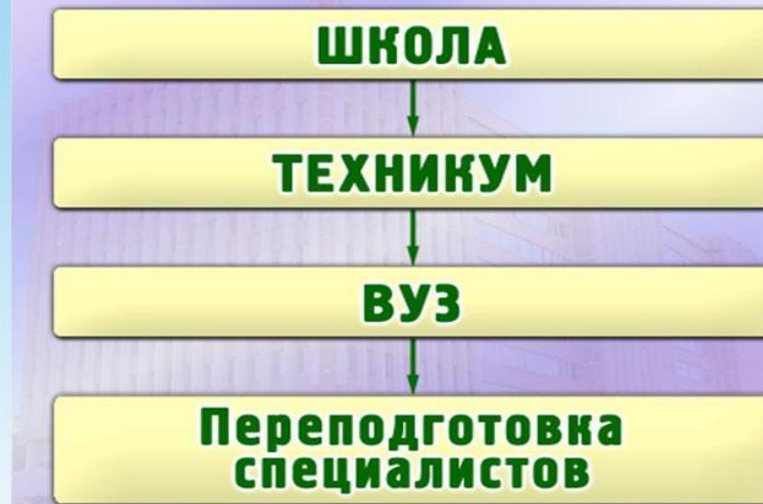 ШКОЛА
ТЕХНИКУМ
ВУЗ
Переподготовка
специалистов